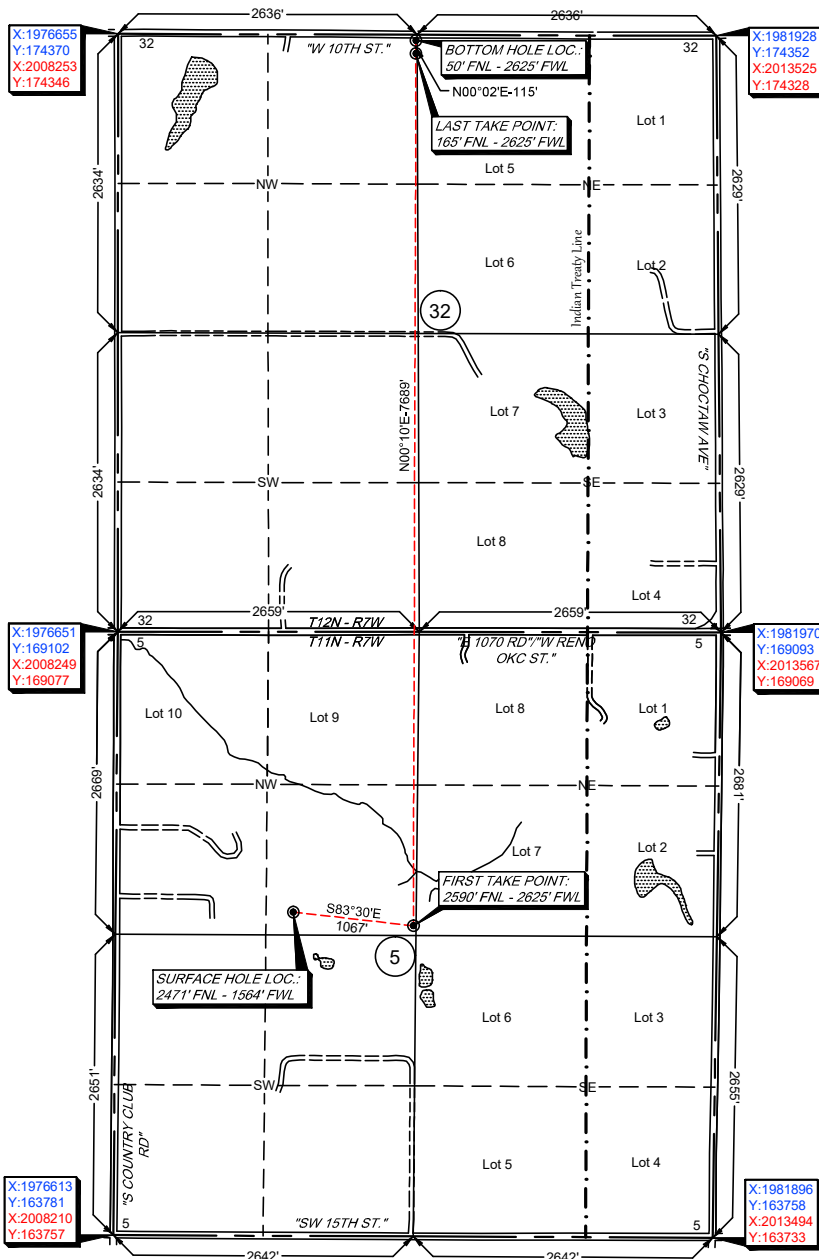 2636'
2636'
X:1976655
Y:174370
X:2008253
Y:174346
X:1981928
Y:174352
X:2013525
Y:174328
32
"W 10TH ST."
32
BOTTOM HOLE LOC.:
50' FNL - 2625' FWL
N00°02'E-115'
LAST TAKE POINT:
165' FNL - 2625' FWL
Lot 1
Lot 5
2634'
NW
NE
2629'
Lot 6
Lot 2
Indian Treaty Line
32
"S CHOCTAW AVE"
N00°10'E-7689'
Lot 7
Lot 3
2634'
SW
SE
2629'
Lot 8
Lot 4
2659'
2659'
32
T12N - R7W
32
X:1976651
Y:169102
X:2008249
Y:169077
X:1981970
Y:169093
X:2013567
Y:169069
5
T11N - R7W
"E 1070 RD"/"W RENO
OKC ST."
5
Lot 10
Lot 9
Lot 8
Lot 1
2669'
NW
NE
2681'
Lot 7
Lot 2
FIRST TAKE POINT:
2590' FNL - 2625' FWL
S83°30'E
1067'
5
SURFACE HOLE LOC.:
2471' FNL - 1564' FWL
Lot 6
Lot 3
2651'
SW
SE
2655'
"S COUNTRY CLUB
RD"
Lot 5
Lot 4
X:1976613
Y:163781
X:2008210
Y:163757
X:1981896
Y:163758
X:2013494
Y:163733
5
"SW 15TH ST."
5
2642'
2642'